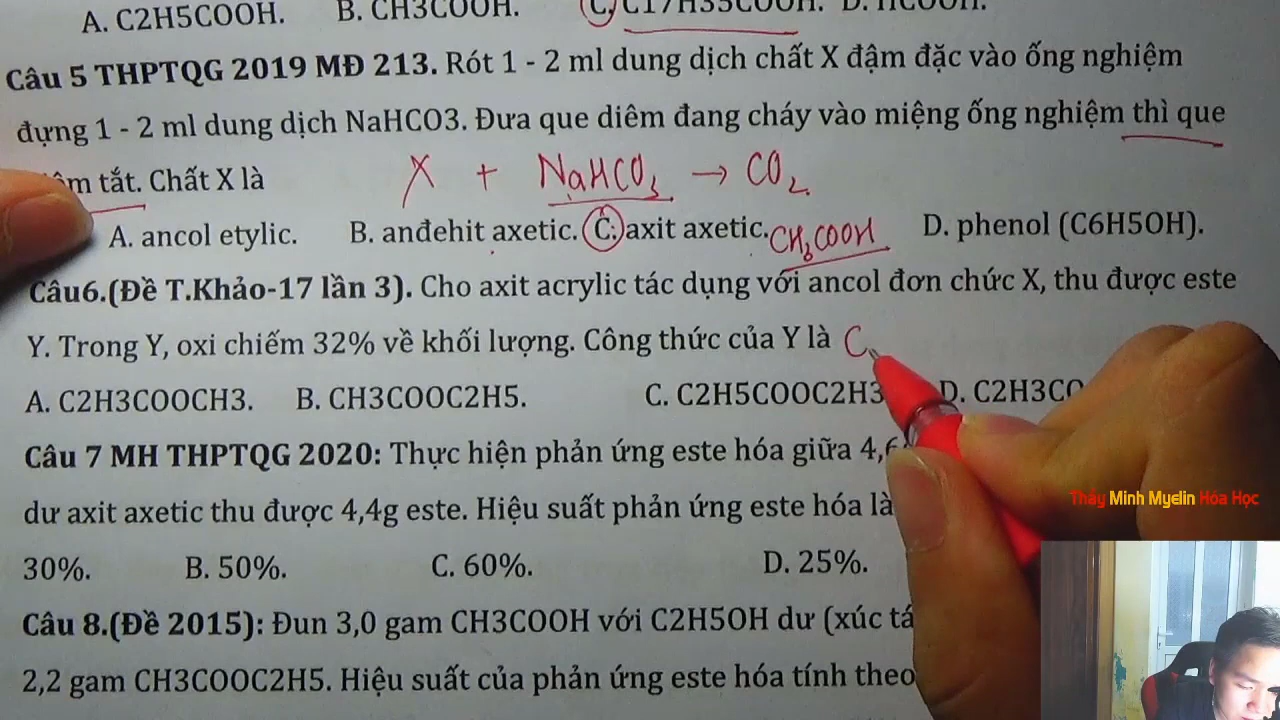 A. C2H5COOH. B. CH3COOH. C. C17H35COOH. D. HCOOH.
Câu 5 THPTQG 2019 MĐ 213. Rót 1 - 2 ml dung dịch chất X đậm đặc vào ống nghiệm
đựng 1 - 2 ml dung dịch NaHCO3. Đưa que diêm đang cháy vào miệng ống nghiệm thì que
tắt. Chất X là
X + NaHCO3 → CO2
A. ancol etylic. B. anđehit axetic. C. axit axetic. CH3COOH D. phenol (C6H5OH).
Câu6.(Đề T.Khảo-17 lần 3). Cho axit acrylic tác dụng với ancol đơn chức X, thu được este
Y. Trong Y, oxi chiếm 32% về khối lượng. Công thức của Y là C
A. C2H3COOCH3. B. CH3COOC2H5. C. C2H5COOC2H3 D. C2H3CO
Câu 7 MH THPTQG 2020: Thực hiện phản ứng este hóa giữa 4,6
dư axit axetic thu được 4,4g este. Hiệu suất phản ứng este hóa là
30%. B. 50%. C. 60%. D. 25%.
Câu 8.(Đề 2015): Đun 3,0 gam CH3COOH với C2H5OH dư (xúc tá
2,2 gam CH3COOC2H5. Hiệu suất của phản ứng este hóa tính theo
Thầy Minh Myelin Hóa Học